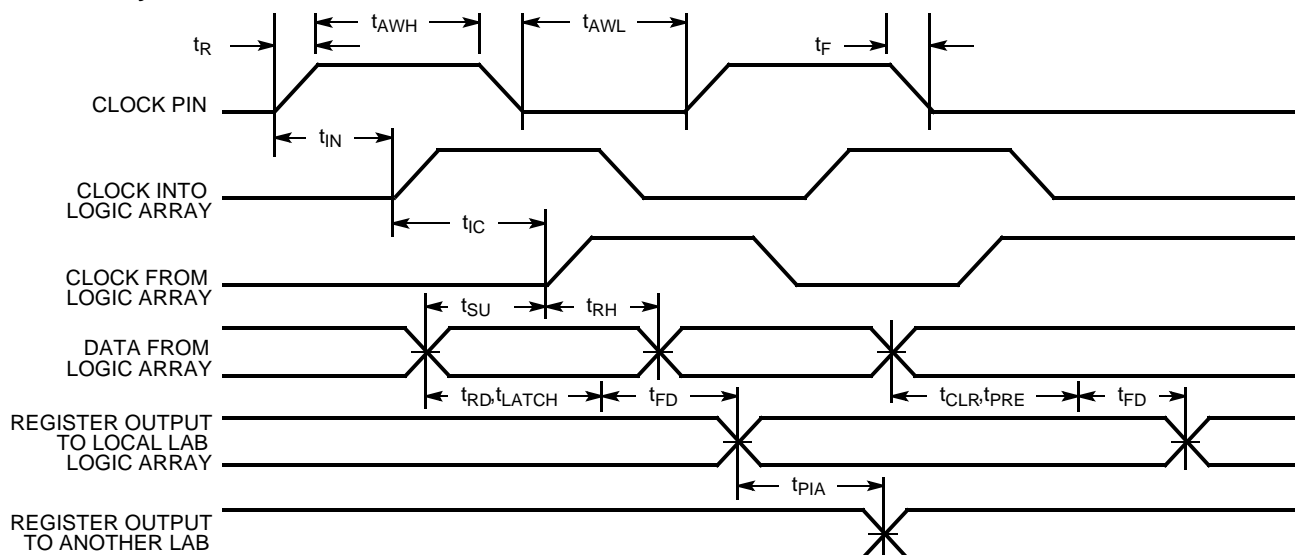 tAWH tAWL
tR tF
CLOCK PIN
tIN
CLOCK INTO
LOGIC ARRAY
tIC
CLOCK FROM
LOGIC ARRAY
tSU tRH
DATA FROM
LOGIC ARRAY
tRD,tLATCH tFD tCLR,tPRE tFD
REGISTER OUTPUT
TO LOCAL LAB
LOGIC ARRAY
tPIA
REGISTER OUTPUT
TO ANOTHER LAB